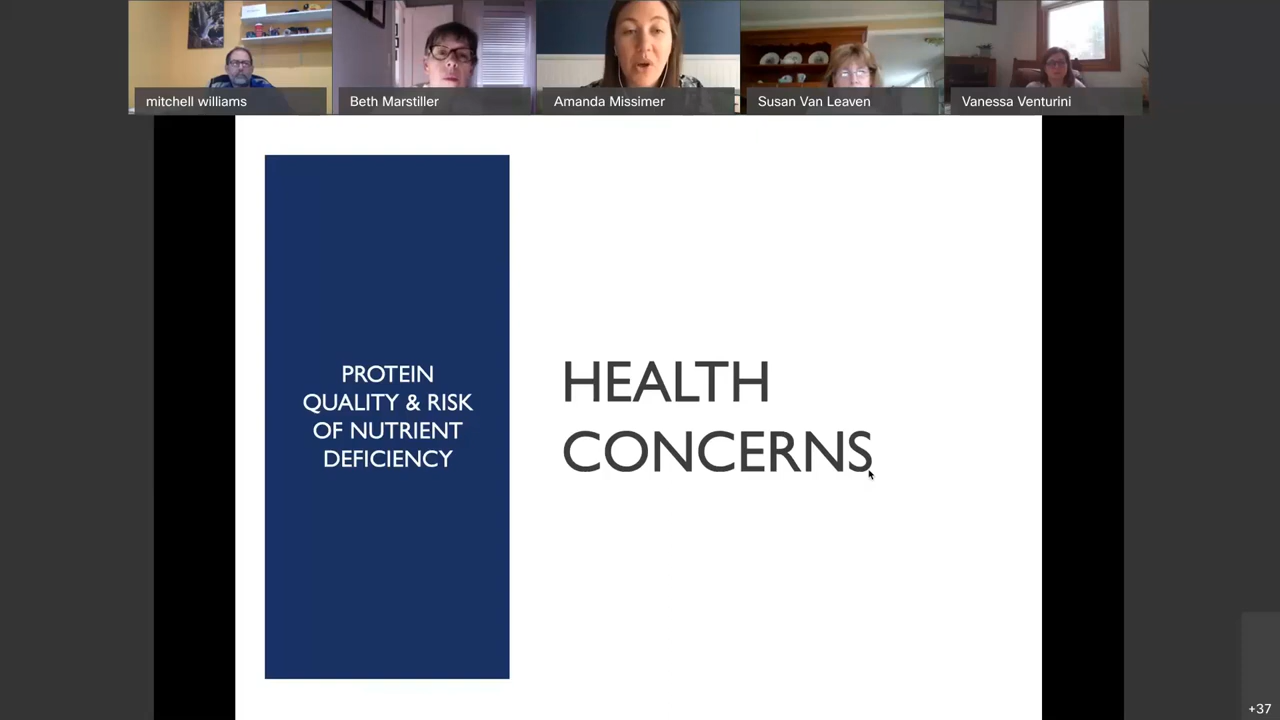 mitchell williams
Beth Marstiller
Amanda Missimer
Susan Van Leaven
Vanessa Venturini
PROTEIN
QUALITY & RISK
OF NUTRIENT
DEFICIENCY
HEALTH
CONCERNS
+37